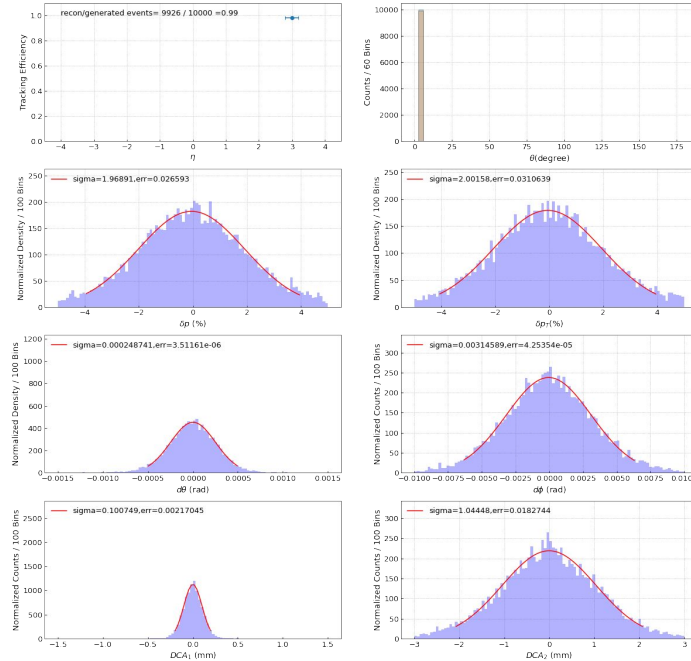 recon/generated events= 9926 / 10000 =0.99
Tracking Efficiency
1.0
0.8
0.6
0.4
0.2
0.0
−4 −3 −2 −1 0 1 2 3 4
η
Counts / 60 Bins
10000
8000
6000
4000
2000
0
0 25 50 75 100 125 150 175
θ(degree)
sigma=1.96891,err=0.026593
Normalized Density / 100 Bins
250
200
150
100
50
0
−4 −2 0 2 4
δp (%)
sigma=2.00158,err=0.0310639
Normalized Density / 100 Bins
250
200
150
100
50
0
−4 −2 0 2 4
δpT(%)
sigma=0.000248741,err=3.51161e-06
Normalized Density / 100 Bins
1200
1000
800
600
400
200
0
−0.0015 −0.0010 −0.0005 0.0000 0.0005 0.0010 0.0015
dθ (rad)
sigma=0.00314589,err=4.25354e-05
Normalized Counts / 100 Bins
300
250
200
150
100
50
0
−0.0100 −0.0075 −0.0050 −0.0025 0.0000 0.0025 0.0050 0.0075 0.0100
dϕ (rad)
sigma=0.100749,err=0.00217045
Normalized Counts / 100 Bins
2500
2000
1500
1000
500
0
−1.5 −1.0 −0.5 0.0 0.5 1.0 1.5
DCA1 (mm)
sigma=1.04448,err=0.0182744
Normalized Counts / 100 Bins
300
250
200
150
100
50
0
−3 −2 −1 0 1 2 3
DCA2 (mm)